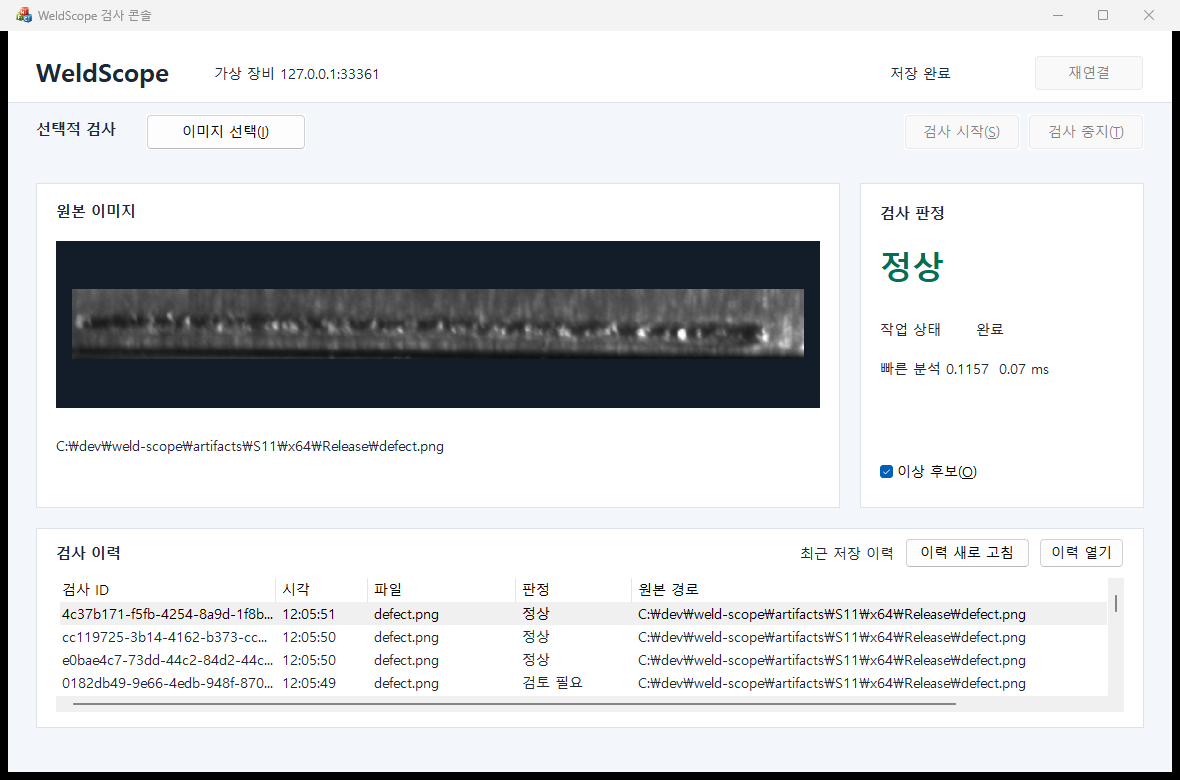 WeldScope 검사 콘솔
WeldScope 가상 장비 127.0.0.1:33361 저장 완료 재연결
선택적 검사 이미지 선택(I) 검사 시작(S) 검사 중지(T)
원본 이미지
C:₩dev₩weld-scope₩artifacts₩S11₩x64₩Release₩defect.png
검사 판정
정상
작업 상태 완료
빠른 분석 0.1157 0.07 ms
이상 후보(O)
검사 이력 최근 저장 이력 이력 새로 고침 이력 열기
검사 ID 시각 파일 판정 원본 경로
4c37b171-f5fb-4254-8a9d-1f8b... 12:05:51 defect.png 정상 C:₩dev₩weld-scope₩artifacts₩S11₩x64₩Release₩defect.png
cc119725-3b14-4162-b373-cc... 12:05:50 defect.png 정상 C:₩dev₩weld-scope₩artifacts₩S11₩x64₩Release₩defect.png
e0bae4c7-73dd-44c2-84d2-44c... 12:05:50 defect.png 정상 C:₩dev₩weld-scope₩artifacts₩S11₩x64₩Release₩defect.png
0182db49-9e66-4edb-948f-870... 12:05:49 defect.png 검토 필요 C:₩dev₩weld-scope₩artifacts₩S11₩x64₩Release₩defect.png